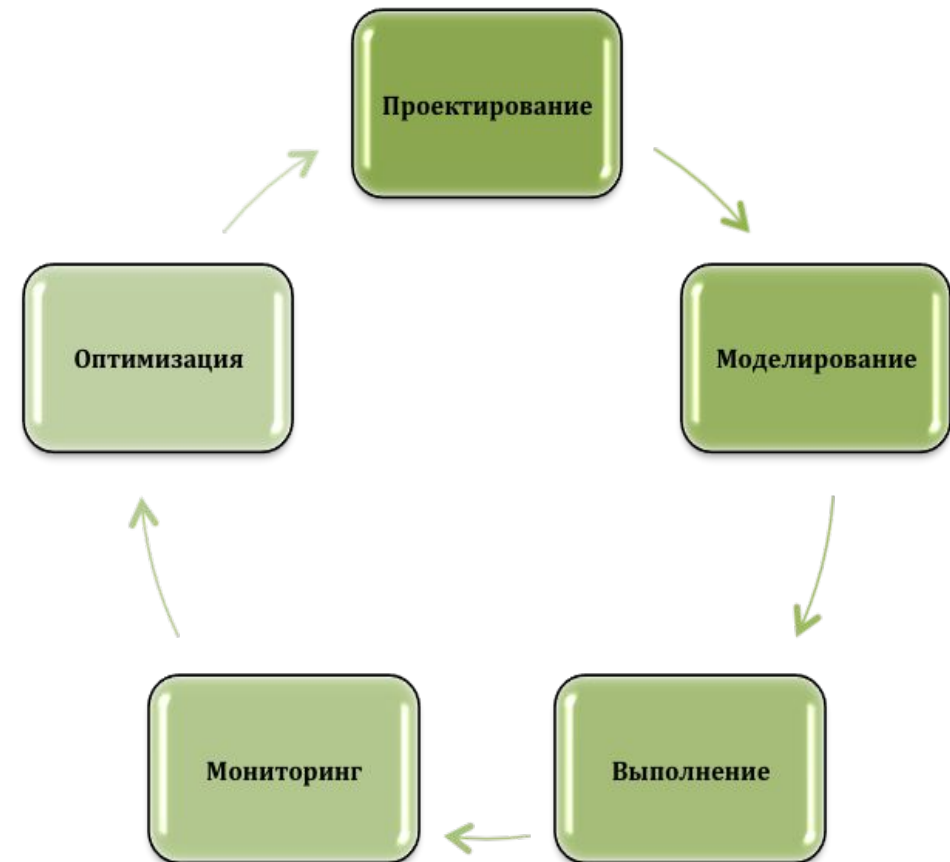 Проектирование
Моделирование
Выполнение
Мониторинг
Оптимизация